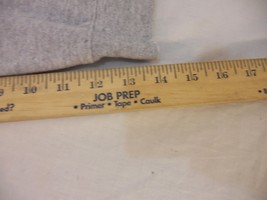 10 11 12 13 14 15 16 17
JOB PREP
• Primer • Tape • Caulk